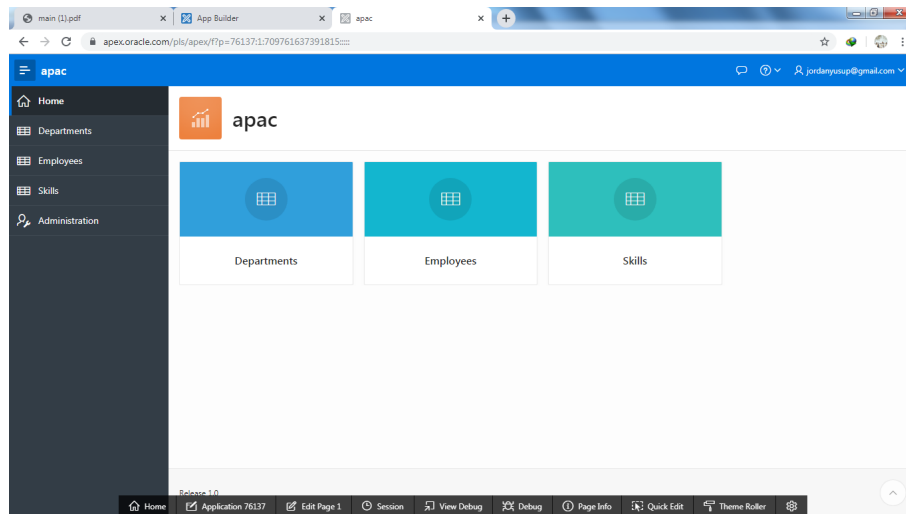 main (1).pdf
App Builder
apac
apex.oracle.com/pls/apex/f?p=76137:1:709761637391815:::::
apac
jordanyusup@gmail.com
Home
Departments
Employees
Skills
Administration
apac
Departments
Employees
Skills
Release 1.0
Home
Application 76137
Edit Page 1
Session
View Debug
Debug
Page Info
Quick Edit
Theme Roller